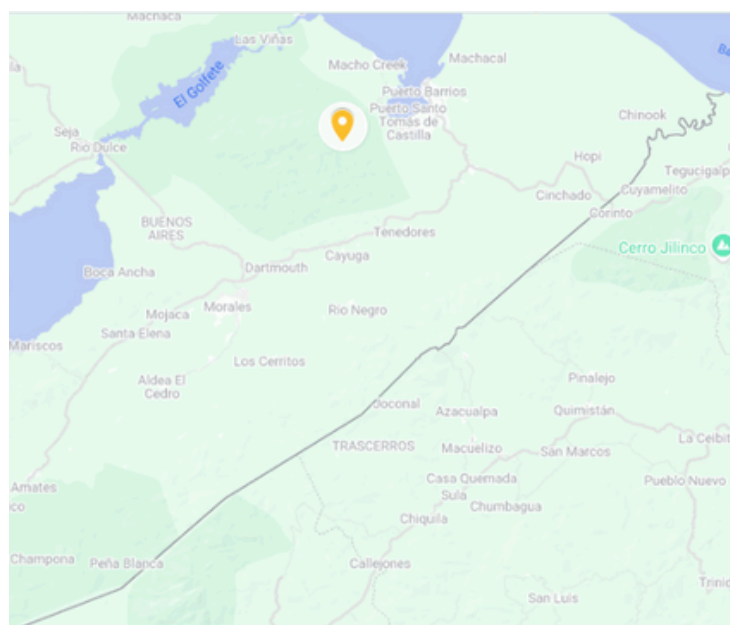 Machaca
Las Viñas
El Golfete
Macho Creek
Machacal
Puerto Barrios
Puerto Santo
Tomás de
Castilla
Chinook
Seja
Río Dulce
Hopi
Tegucigalp
Cinchado
Cuyamelito
Corinto
BUENOS
AIRES
Tenedores
Cerro Jilinco
Cayuga
Boca Ancha
Dartmouth
Morales
Río Negro
Mojaca
Santa Elena
Mariscos
Los Cerritos
Aldea El
Cedro
Pinalejo
Joconal
Azacualpa
Quimistán
TRASCERROS
Macuelizo
San Marcos
La Ceibit
Casa Quemada
Sula
Pueblo Nuevo
Amates
Chumbagua
Chiquila
Champona
Peña Blanca
Callejones
Trinid
San Luis